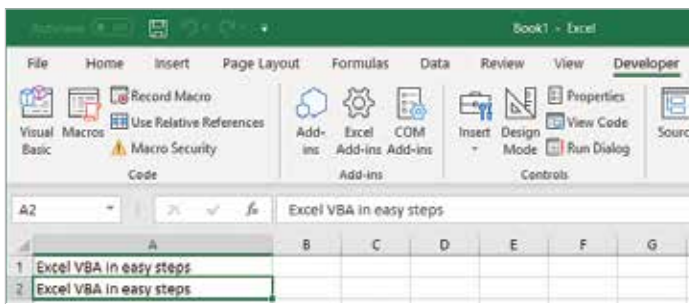 Book1 - Excel
File Home Insert Page Layout Formulas Data Review View Developer
Visual Basic
Macros
Record Macro
Use Relative References
Macro Security
Code
Add-ins
Excel Add-ins
COM Add-ins
Add-ins
Insert
Design Mode
Properties
View Code
Run Dialog
Controls
Sourc
A2 fx Excel VBA in easy steps
A B C D E F G
1 Excel VBA in easy steps
2 Excel VBA in easy steps